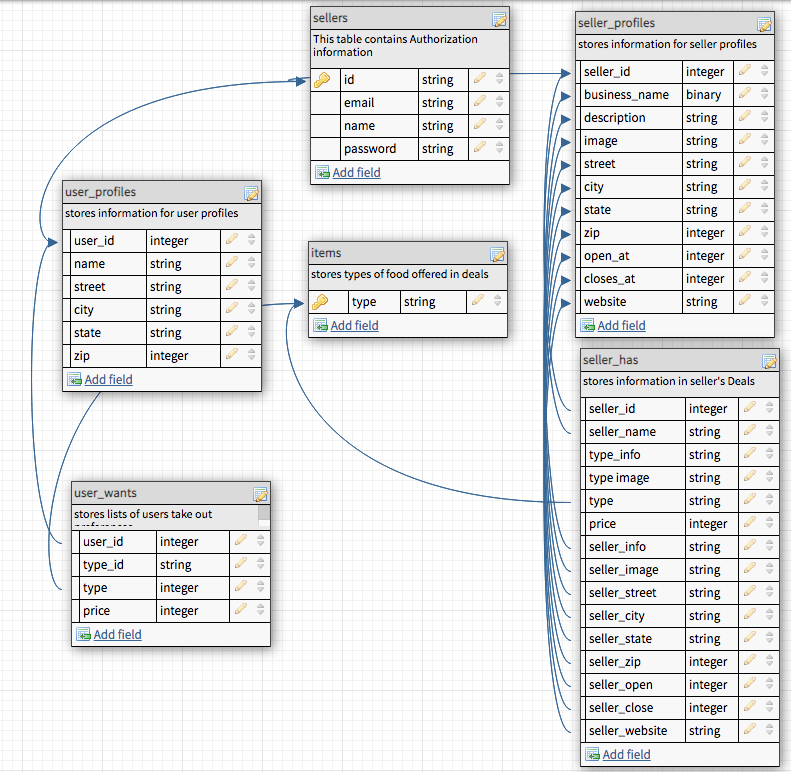 sellers
This table contains Authorization
information
id string
email string
name string
password string
Add field
seller_profiles
stores information for seller profiles
seller_id integer
business_name binary
description string
image string
street string
city string
state string
zip integer
open_at integer
closes_at integer
website string
Add field
user_profiles
stores information for user profiles
user_id integer
name string
street string
city string
state string
zip integer
Add field
items
stores types of food offered in deals
type string
Add field
seller_has
stores information in seller's Deals
seller_id integer
seller_name string
type_info string
type image string
type string
price integer
seller_info string
seller_image string
seller_street string
seller_city string
seller_state string
seller_zip integer
seller_open integer
seller_close integer
seller_website string
Add field
user_wants
stores lists of users take out
user_id integer
type_id string
type integer
price integer
Add field